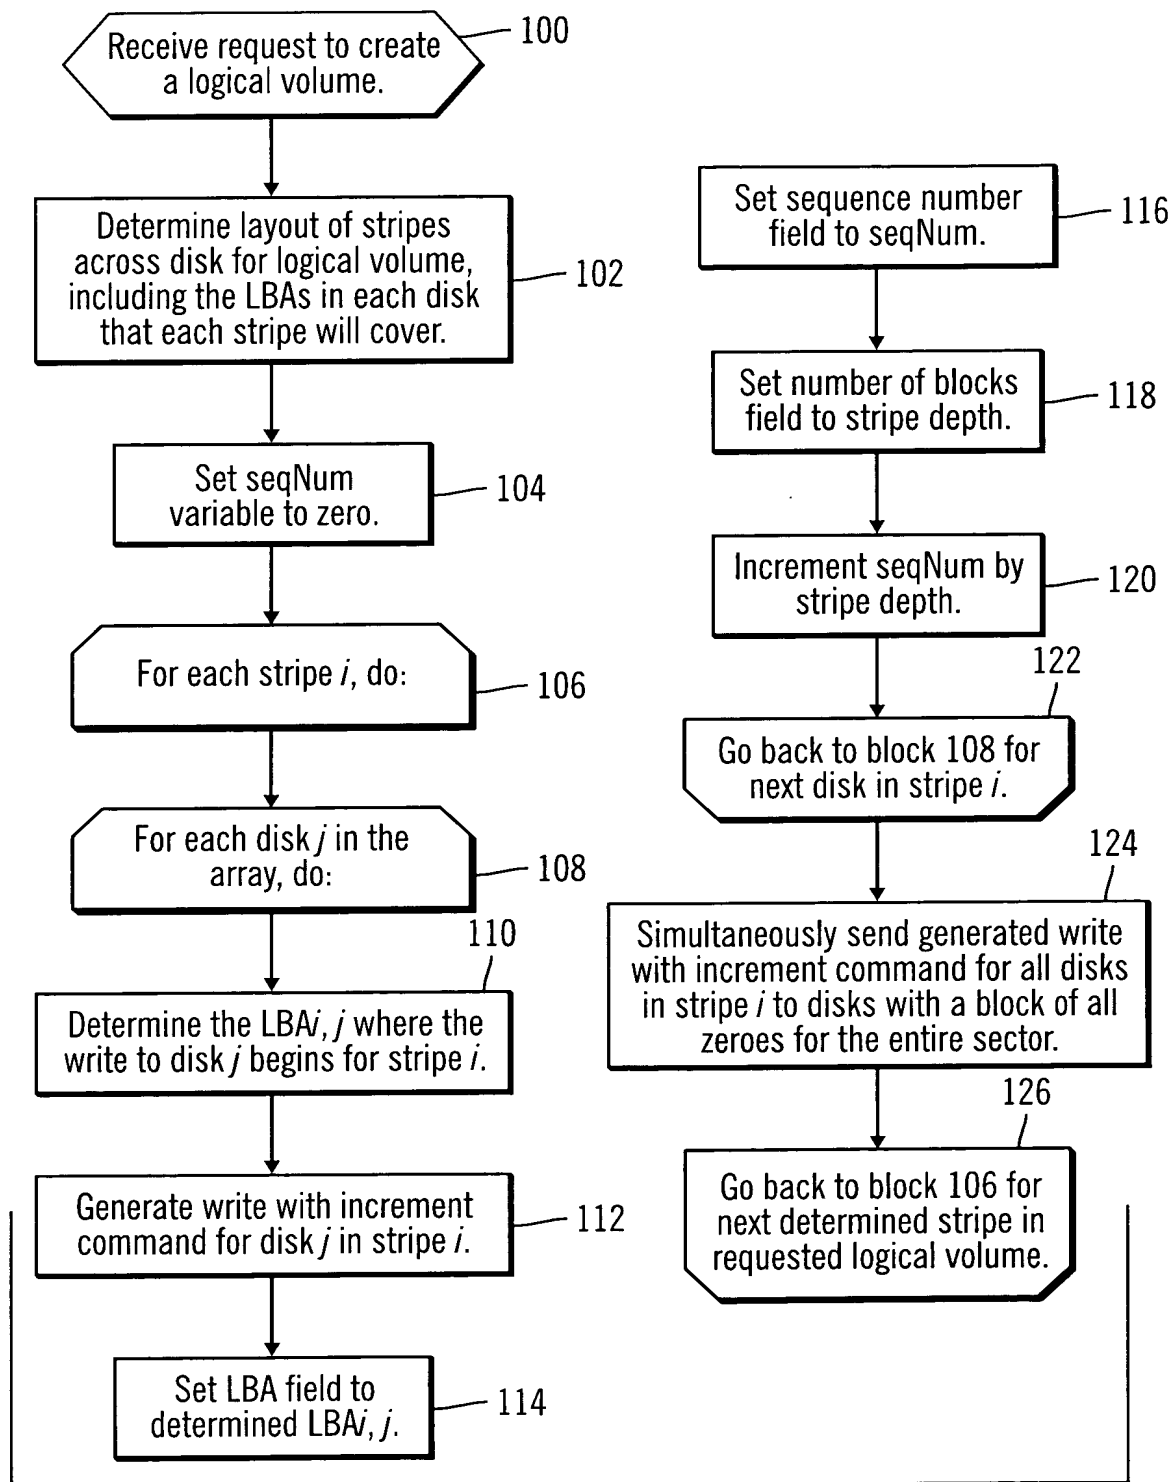 Receive request to create
a logical volume.
100
Determine layout of stripes
across disk for logical volume,
including the LBAs in each disk
that each stripe will cover.
102
Set seqNum
variable to zero.
104
For each stripe i, do:
106
For each disk j in the
array, do:
108
110
Determine the LBAi, j where the
write to disk j begins for stripe i.
Generate write with increment
command for disk j in stripe i.
112
Set LBA field to
determined LBAi, j.
114
Set sequence number
field to seqNum.
116
Set number of blocks
field to stripe depth.
118
Increment seqNum by
stripe depth.
120
122
Go back to block 108 for
next disk in stripe i.
124
Simultaneously send generated write
with increment command for all disks
in stripe i to disks with a block of all
zeroes for the entire sector.
126
Go back to block 106 for
next determined stripe in
requested logical volume.